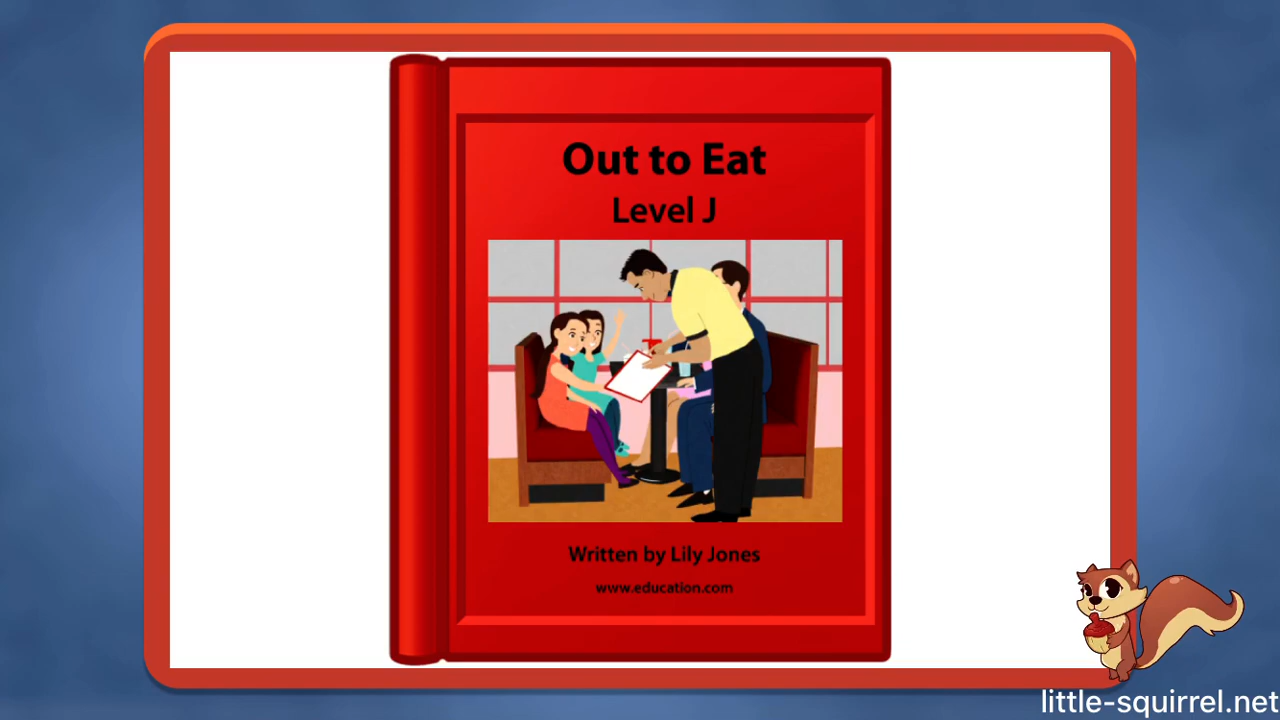 Out to Eat
Level J
Written by Lily Jones
www.education.com
little-squirrel.net